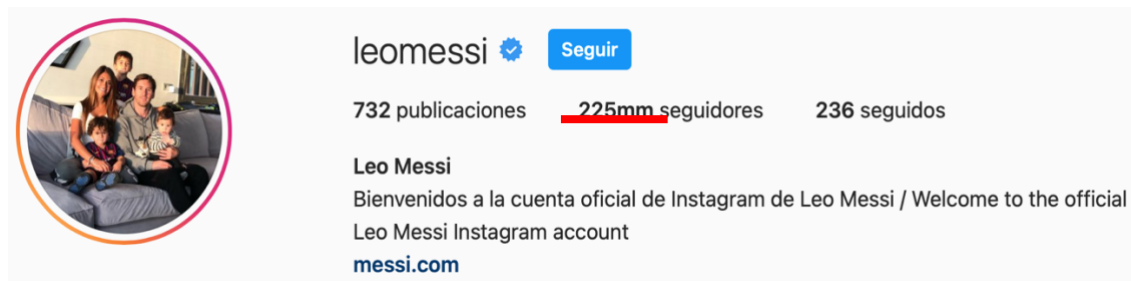 leomessi Seguir
732 publicaciones 225mm seguidores 236 seguidos
Leo Messi
Bienvenidos a la cuenta oficial de Instagram de Leo Messi / Welcome to the official
Leo Messi Instagram account
messi.com